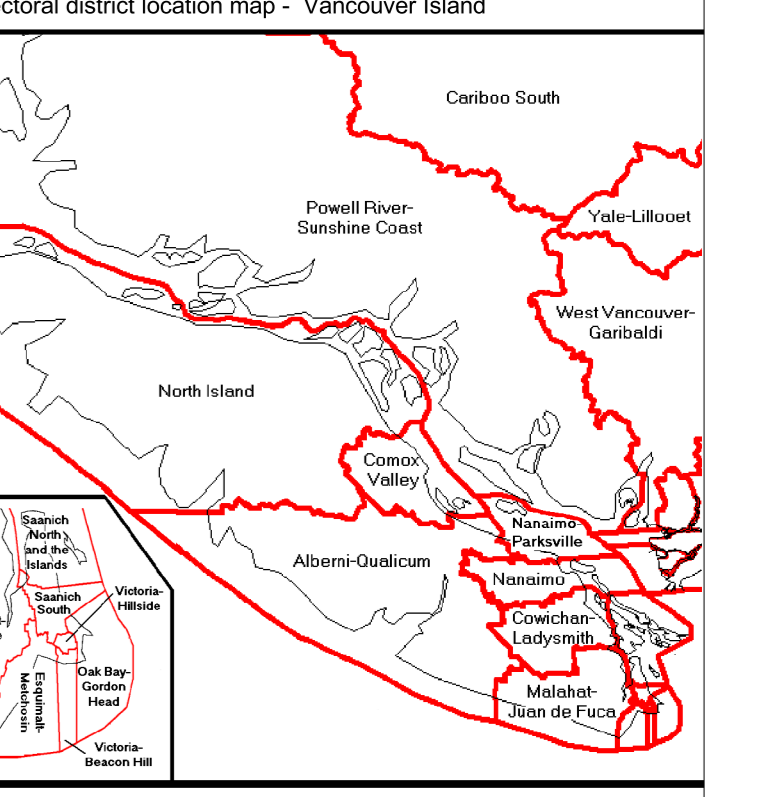 ectoral district location map - Vancouver Island
Cariboo South
Powell River-
Sunshine Coast
Yale-Lillooet
West Vancouver-
Garibaldi
North Island
Comox
Valley
Nanaimo
Parksville
Alberni-Qualicum
Nanaimo
Cowichan-
Ladysmith
Malahat-
Juan de Fuca
Saanich
North
and the
Islands
Saanich
South
Victoria-
Hillside
Oak Bay-
Gordon
Head
Esquimalt-
Metchosin
Victoria-
Beacon Hill